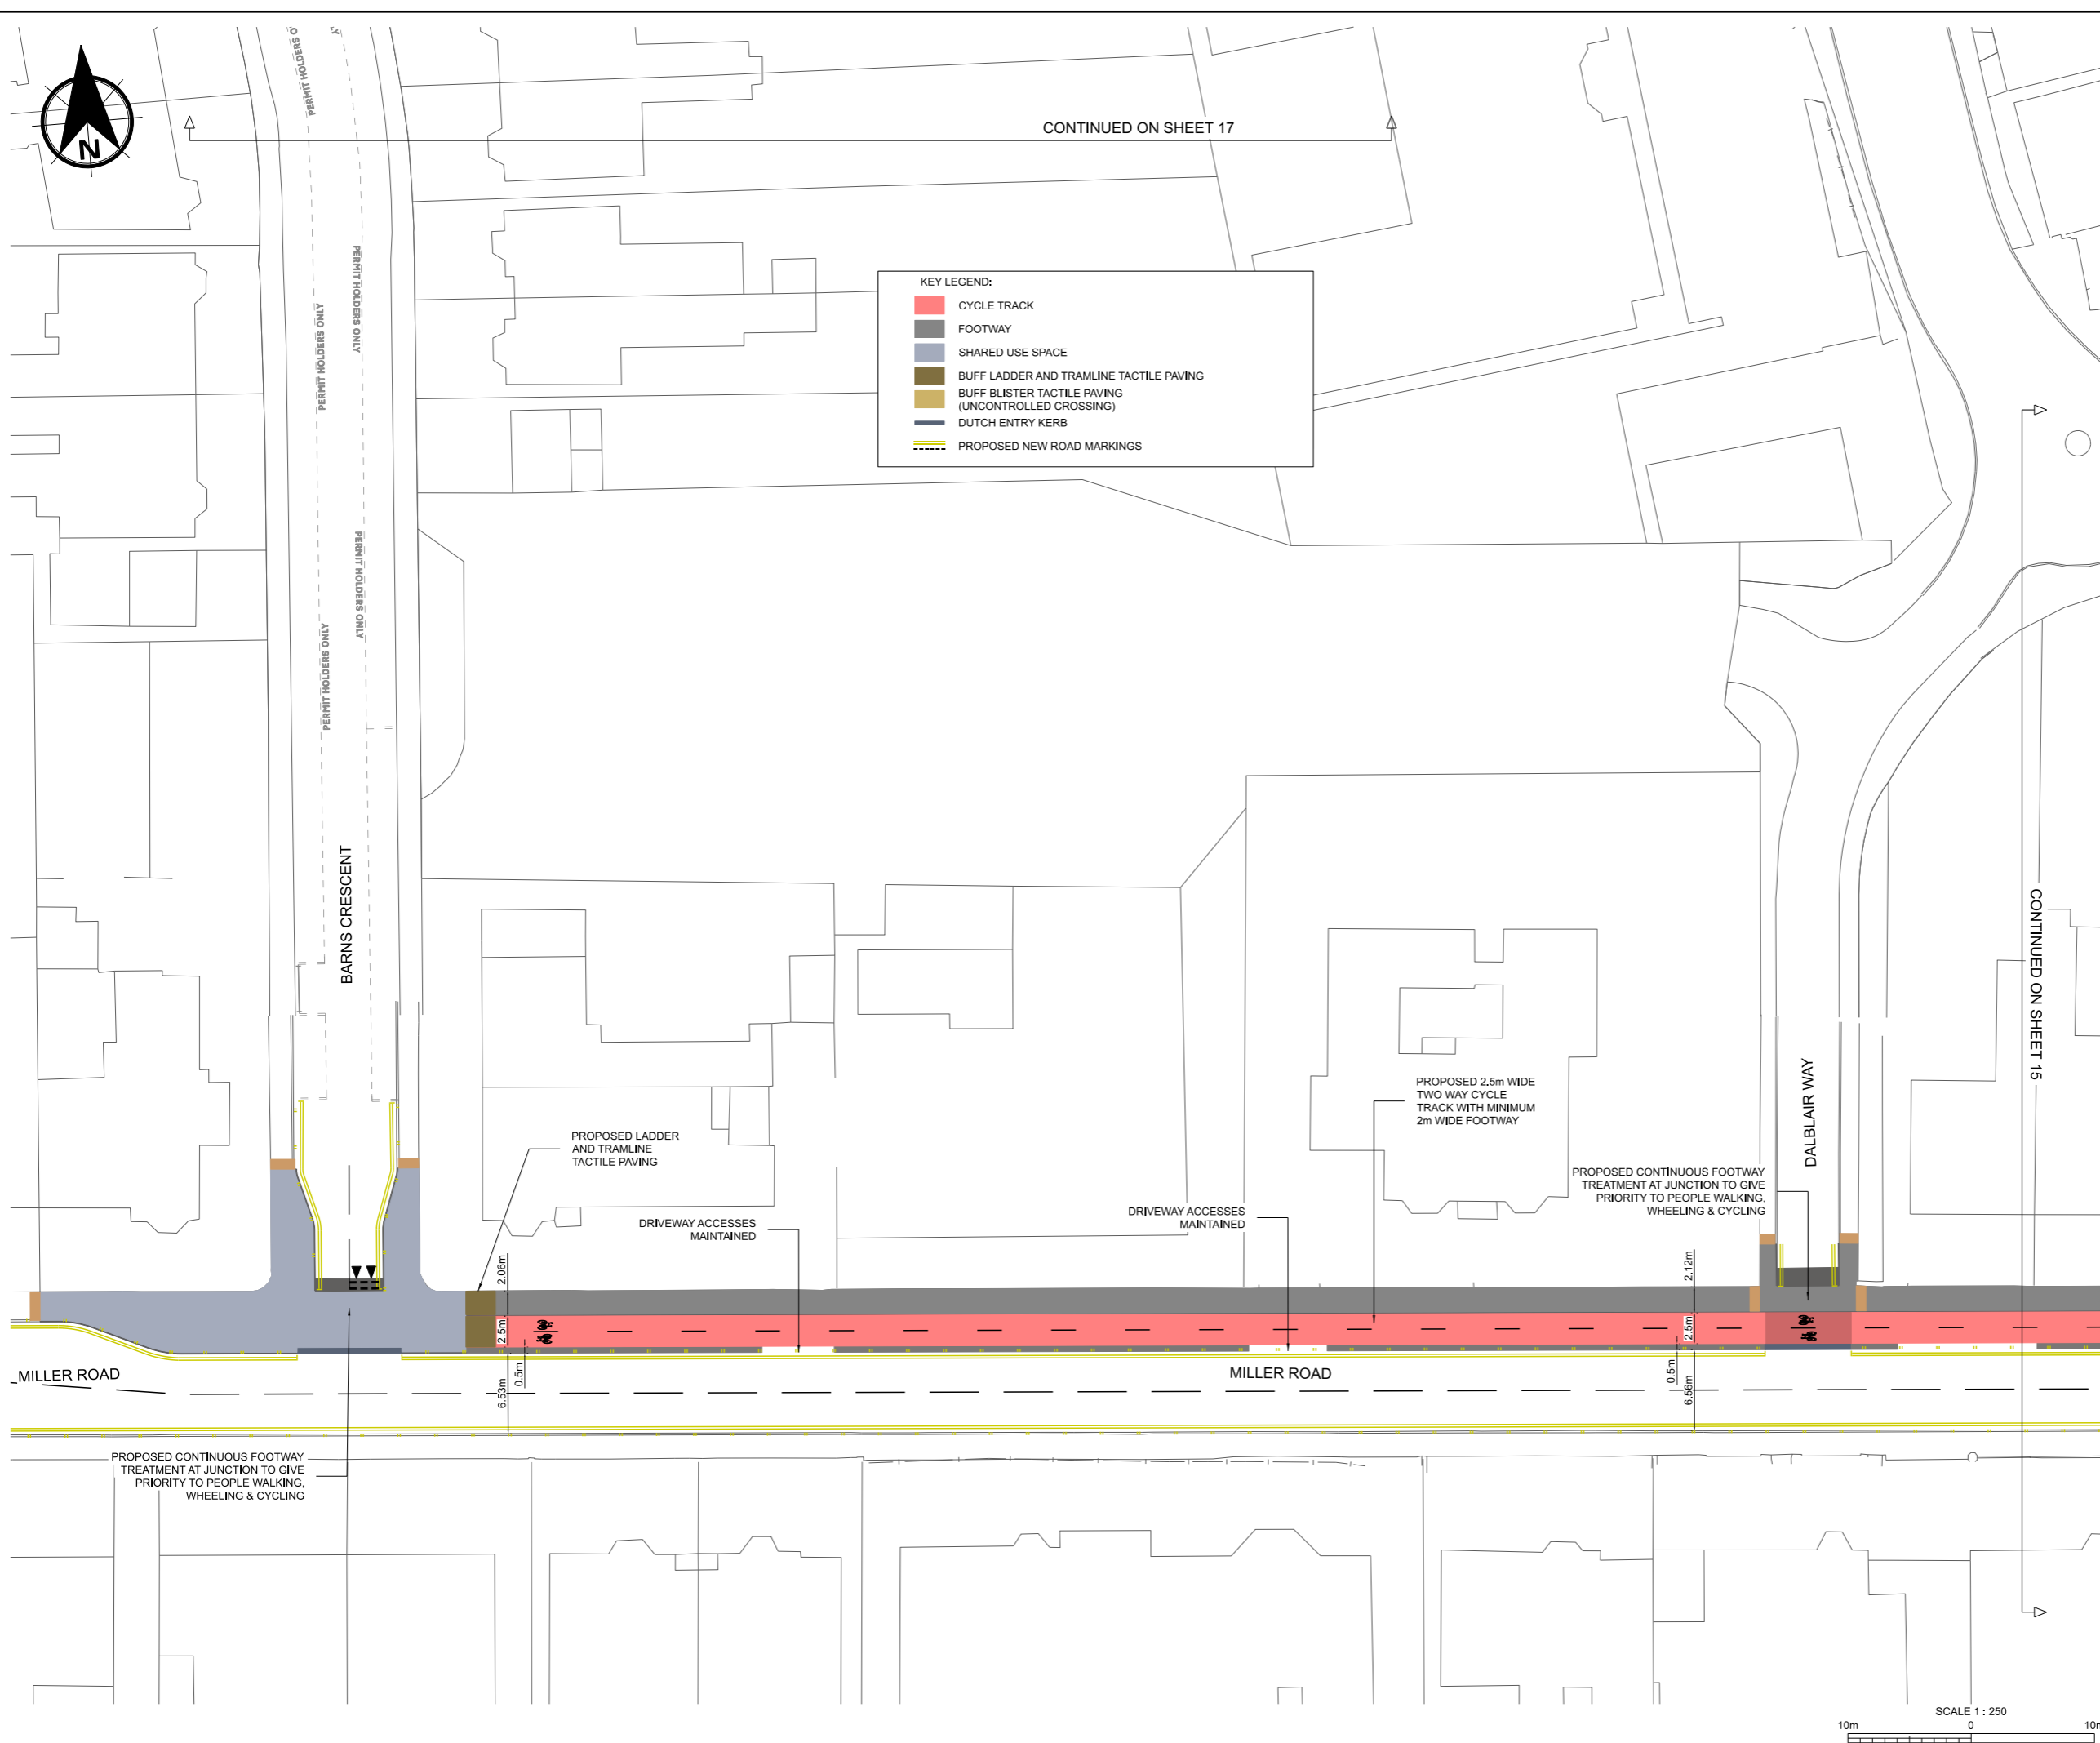 PERMIT HOLDERS O
Y
N
CONTINUED ON SHEET 17
PERMIT HOLDERS ONLY
PERMIT HOLDERS ONLY
KEY LEGEND:
CYCLE TRACK
FOOTWAY
SHARED USE SPACE
BUFF LADDER AND TRAMLINE TACTILE PAVING
BUFF BLISTER TACTILE PAVING
(UNCONTROLLED CROSSING)
DUTCH ENTRY KERB
PROPOSED NEW ROAD MARKINGS
PERMIT HOLDERS ONLY
PERMIT HOLDERS ONLY
BARNS CRESCENT
CONTINUED ON SHEET 15
DALBLAIR WAY
PROPOSED 2.5m WIDE
TWO WAY CYCLE
TRACK WITH MINIMUM
2m WIDE FOOTWAY
PROPOSED LADDER
AND TRAMLINE
TACTILE PAVING
PROPOSED CONTINUOUS FOOTWAY
TREATMENT AT JUNCTION TO GIVE
PRIORITY TO PEOPLE WALKING,
WHEELING & CYCLING
DRIVEWAY ACCESSES
MAINTAINED
DRIVEWAY ACCESSES
MAINTAINED
2.06m
2.5m
0.5m
6.53m
2.12m
2.5m
0.5m
6.56m
MILLER ROAD
MILLER ROAD
PROPOSED CONTINUOUS FOOTWAY
TREATMENT AT JUNCTION TO GIVE
PRIORITY TO PEOPLE WALKING,
WHEELING & CYCLING
SCALE 1 : 250
10m 0 10m